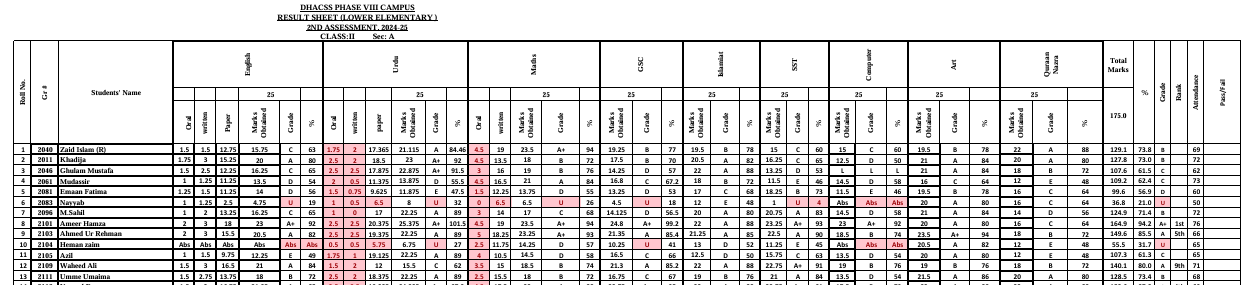 DHACSS PHASE VIII CAMPUS
RESULT SHEET (LOWER ELEMENTARY )
2ND ASSESSMENT, 2024-25
CLASS:II Sec: A
Roll No. Gr # Students' Name English Urdu Maths GSC Islamiat SST Computer Art Quraan Nazra Total Marks % Grade Rank Attendance Pass/Fail
25 25 25 25 25 25 25 25 25
Oral written Paper Marks Obtained Grade % Oral written paper Marks Obtained Grade % Oral written Marks Obtained Grade % Marks Obtained Grade % Marks Obtained Grade % Marks Obtained Grade % Marks Obtained Grade % Marks Obtained Grade % Marks Obtained Grade % 175.0
1 2040 Zaid Islam (R) 1.5 1.5 12.75 15.75 C 63 1.75 2 17.365 21.115 A 84.46 4.5 19 23.5 A+ 94 19.25 B 77 19.5 B 78 15 C 60 15 C 60 19.5 B 78 22 A 88 129.1 73.8 B 69
2 2011 Khadija 1.75 3 15.25 20 A 80 2.5 2 18.5 23 A+ 92 4.5 13.5 18 B 72 17.5 B 70 20.5 A 82 16.25 C 65 12.5 D 50 21 A 84 20 A 80 127.8 73.0 B 72
3 2046 Ghulam Mustafa 1.5 2.5 12.25 16.25 C 65 2.5 2.5 17.875 22.875 A+ 91.5 3 16 19 B 76 14.25 D 57 22 A 88 13.25 D 53 L L L 21 A 84 18 B 72 107.6 61.5 C 62
4 2061 Mudassir 1 1.25 11.25 13.5 D 54 2 0.5 11.375 13.875 D 55.5 4.5 16.5 21 A 84 16.8 C 67.2 18 B 72 11.5 E 46 14.5 D 58 16 C 64 12 E 48 109.2 62.4 C 73
5 2081 Emaan Fatima 1.25 1.5 11.25 14 D 56 1.5 0.75 9.625 11.875 E 47.5 1.5 12.25 13.75 D 55 13.25 D 53 17 C 68 18.25 B 73 11.5 E 46 20 A 80 16 C 64 99.6 56.9 D 60
6 2083 Nayyab 1 1.25 2.5 4.75 U 19 1 0.5 6.5 8 U 32 0 6.5 6.5 U 26 4.5 U 18 12 E 48 1 U 4 Abs Abs Abs 20 A 80 16 C 64 36.8 21.0 U 50
7 2096 M.Sahil 1 2 13.25 16.25 C 65 1 0 17 22.25 A 89 3 14 17 C 68 14.125 D 56.5 20 A 80 20.75 A 83 14.5 D 58 21 A 84 14 D 56 124.9 71.4 B 72
8 2101 Ameer Hamza 2 3 18 23 A+ 92 2.5 2.5 20.375 25.375 A+ 101.5 4 20 24 A+ 96 24.8 A+ 99.2 22 A 88 23.25 A+ 93 22 A 88 20 A 80 16 C 64 164.9 94.2 A+ 1st 76
9 2103 Ahmed Ur Rehman 2 3 15.5 20.5 A 82 2.5 2.5 19.375 22.25 A 89 5 18.25 23.25 A+ 93 21.35 A 85.4 21.25 A 85 22.5 A 90 18.5 B 74 23.5 A+ 94 18 B 72 149.6 85.5 A 5th 66
10 2104 Heman zaim Abs Abs Abs Abs Abs Abs 0.5 0.5 5.75 6.75 U 27 2.5 11.75 14.25 D 57 10.25 U 41 13 D 52 11.25 E 45 Abs Abs Abs 20.5 A 82 12 E 48 55.5 31.7 U 65
11 2105 Azil 1 1.5 9.75 12.25 E 49 1 1.75 19.125 22.25 A 89 4 10.5 14.5 D 58 16.5 C 66 12.5 D 50 15.75 C 63 12.5 D 50 20 A 80 20 A 80 107.3 61.3 C 65
12 2109 Waheed Ali 1.5 3 16.5 21 A 84 1.5 2 12 15.5 C 62 3.5 15 18.5 B 74 21.3 A 85.2 22 A 88 22.75 A+ 91 19 B 76 19 B 76 18 B 72 140.1 80.0 A 9th 71
13 2111 Umme Umaima 1.5 2.75 13.75 18 B 72 2.5 2 18.375 22.25 A 89 2.5 15.5 18 B 72 16.75 C 67 19 B 76 21 A 84 13.5 D 54 21.5 A 86 20 A 80 128.5 73.4 B 68